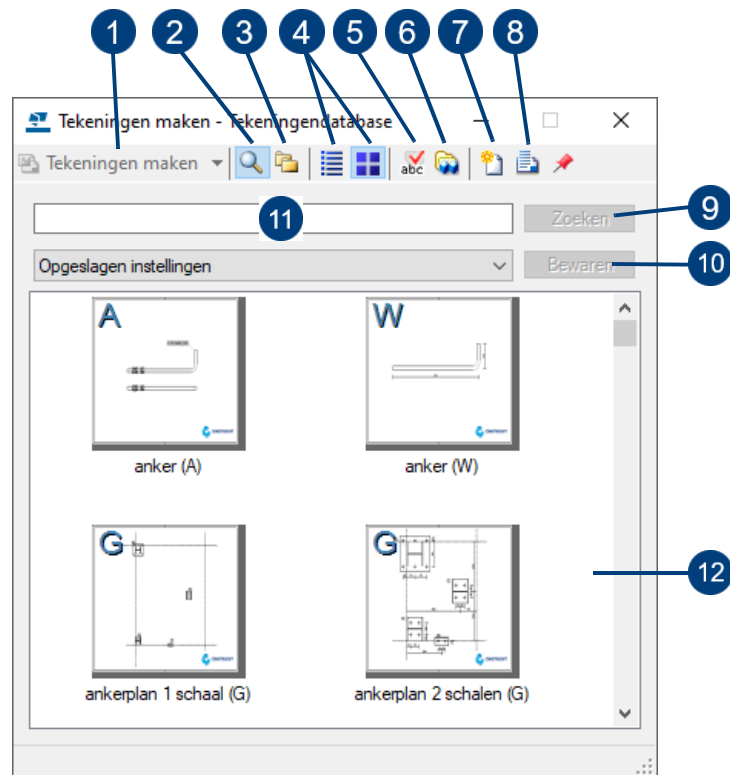 1 2 3 4 5 6 7 8
Tekeningen maken - Tekeningendatabase
Tekeningen maken
abc
11
Zoeken
9
Opgeslagen instellingen
Bewaren
10
A
W
anker (A)
anker (W)
G
G
12
ankerplan 1 schaal (G)
ankerplan 2 schalen (G)